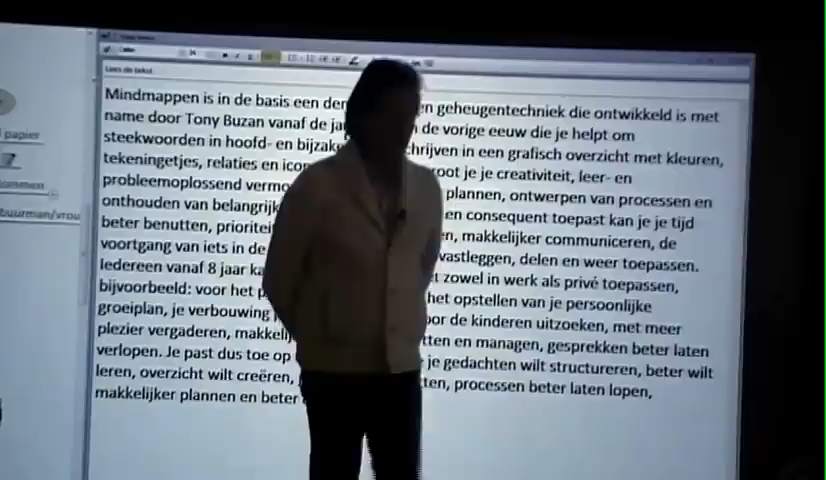 Lees de tekst
papier
buurman/vrou
Mindmappen is in de basis een den en geheugentechniek die ontwikkeld is met
name door Tony Buzan vanaf de ja de vorige eeuw die je helpt om
steekwoorden in hoofd- en bijzak chrijven in een grafisch overzicht met kleuren,
tekeningetjes, relaties en icon root je je creativiteit, leer- en
probleemoplossend vermo plannen, ontwerpen van processen en
onthouden van belangrijk en consequent toepast kan je je tijd
beter benutten, prioritei n, makkelijker communiceren, de
voortgang van iets in de vastleggen, delen en weer toepassen.
Iedereen vanaf 8 jaar ka t zowel in werk als privé toepassen,
bijvoorbeeld: voor het p het opstellen van je persoonlijke
groeiplan, je verbouwing or de kinderen uitzoeken, met meer
plezier vergaderen, makkelij tten en managen, gesprekken beter laten
verlopen. Je past dus toe op je gedachten wilt structureren, beter wilt
leren, overzicht wilt creëren, tten, processen beter laten lopen,
makkelijker plannen en beter